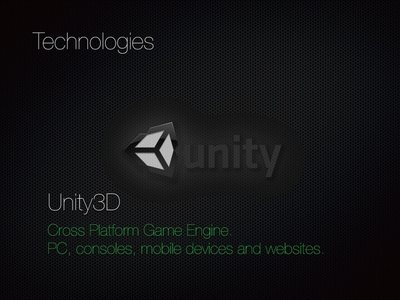 Technologies
unity
Unity3D
Cross Platform Game Engine.
PC, consoles, mobile devices and websites.